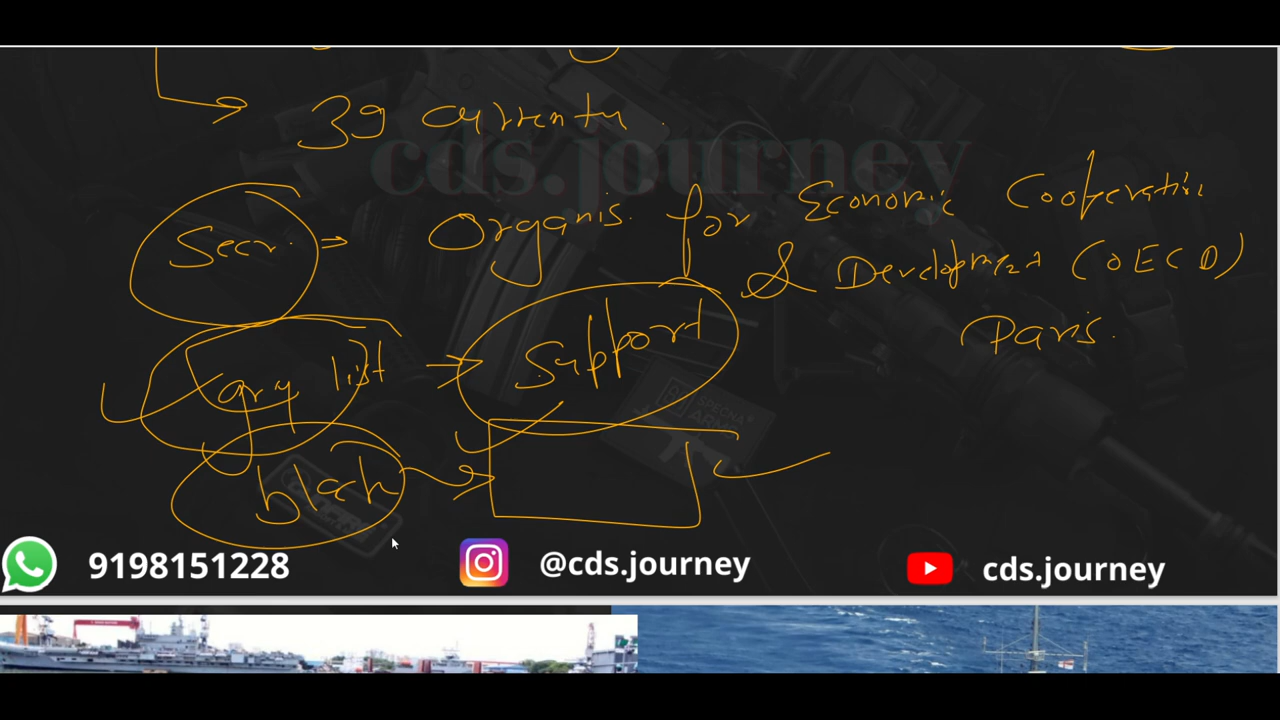 39 currently
cds.journey
Secr. ⇒ Organis. for Economic Cooperation
& Development (OECD)
Paris.
gry list → Support
black →
9198151228 @cds.journey cds.journey